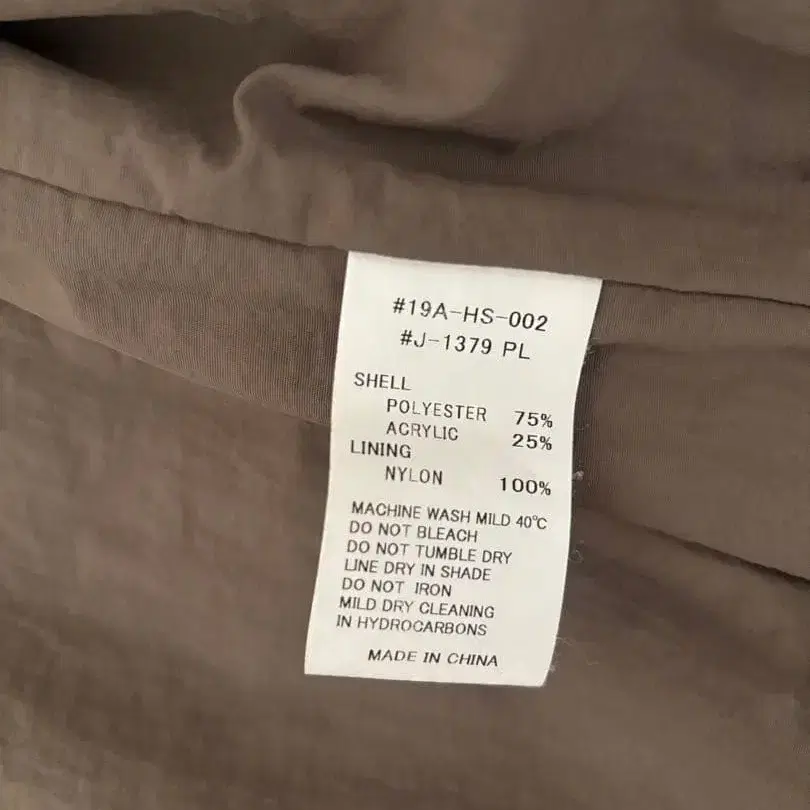 #19A-HS-002
#J-1379 PL
SHELL
POLYESTER 75%
ACRYLIC 25%
LINING
NYLON 100%
MACHINE WASH MILD 40℃
DO NOT BLEACH
DO NOT TUMBLE DRY
LINE DRY IN SHADE
DO NOT IRON
MILD DRY CLEANING
IN HYDROCARBONS
MADE IN CHINA